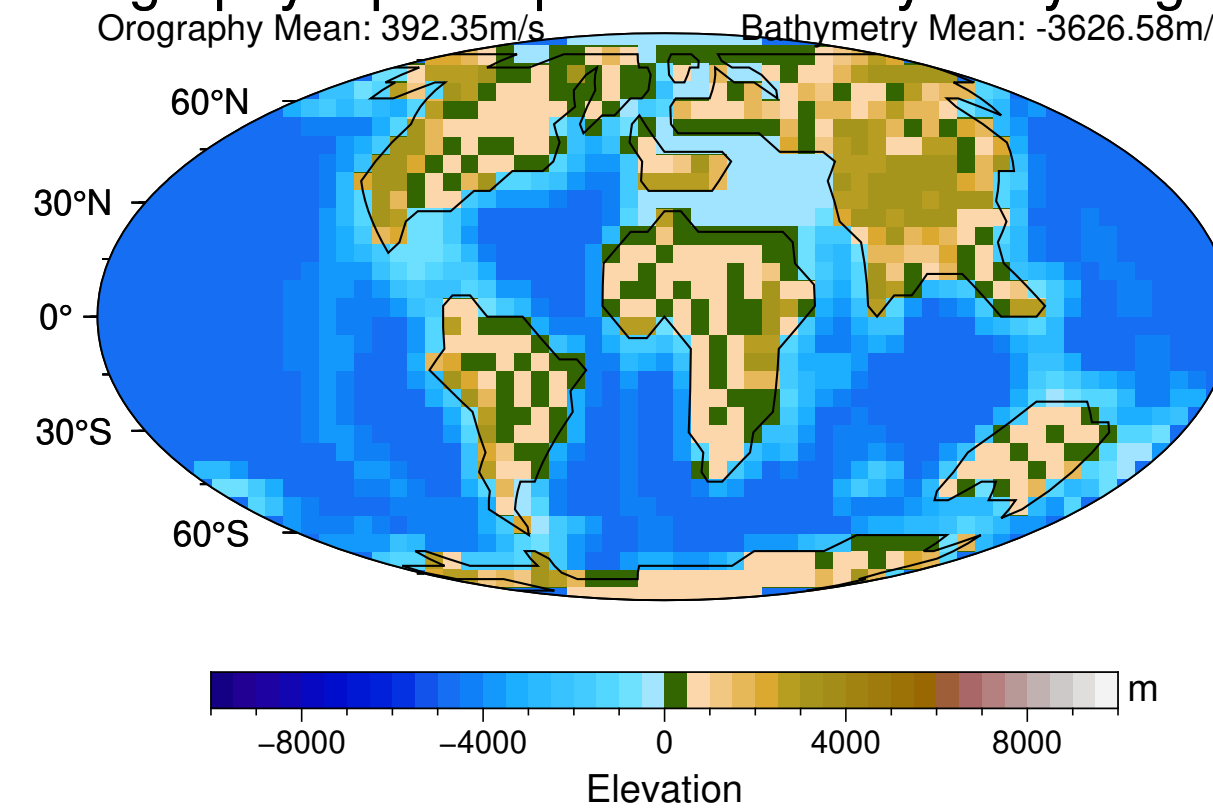 Orography Mean: 392.35m/s Bathymetry Mean: -3626.58m/
60°N
30°N
0°
30°S
60°S
m
−8000 −4000 0 4000 8000
Elevation